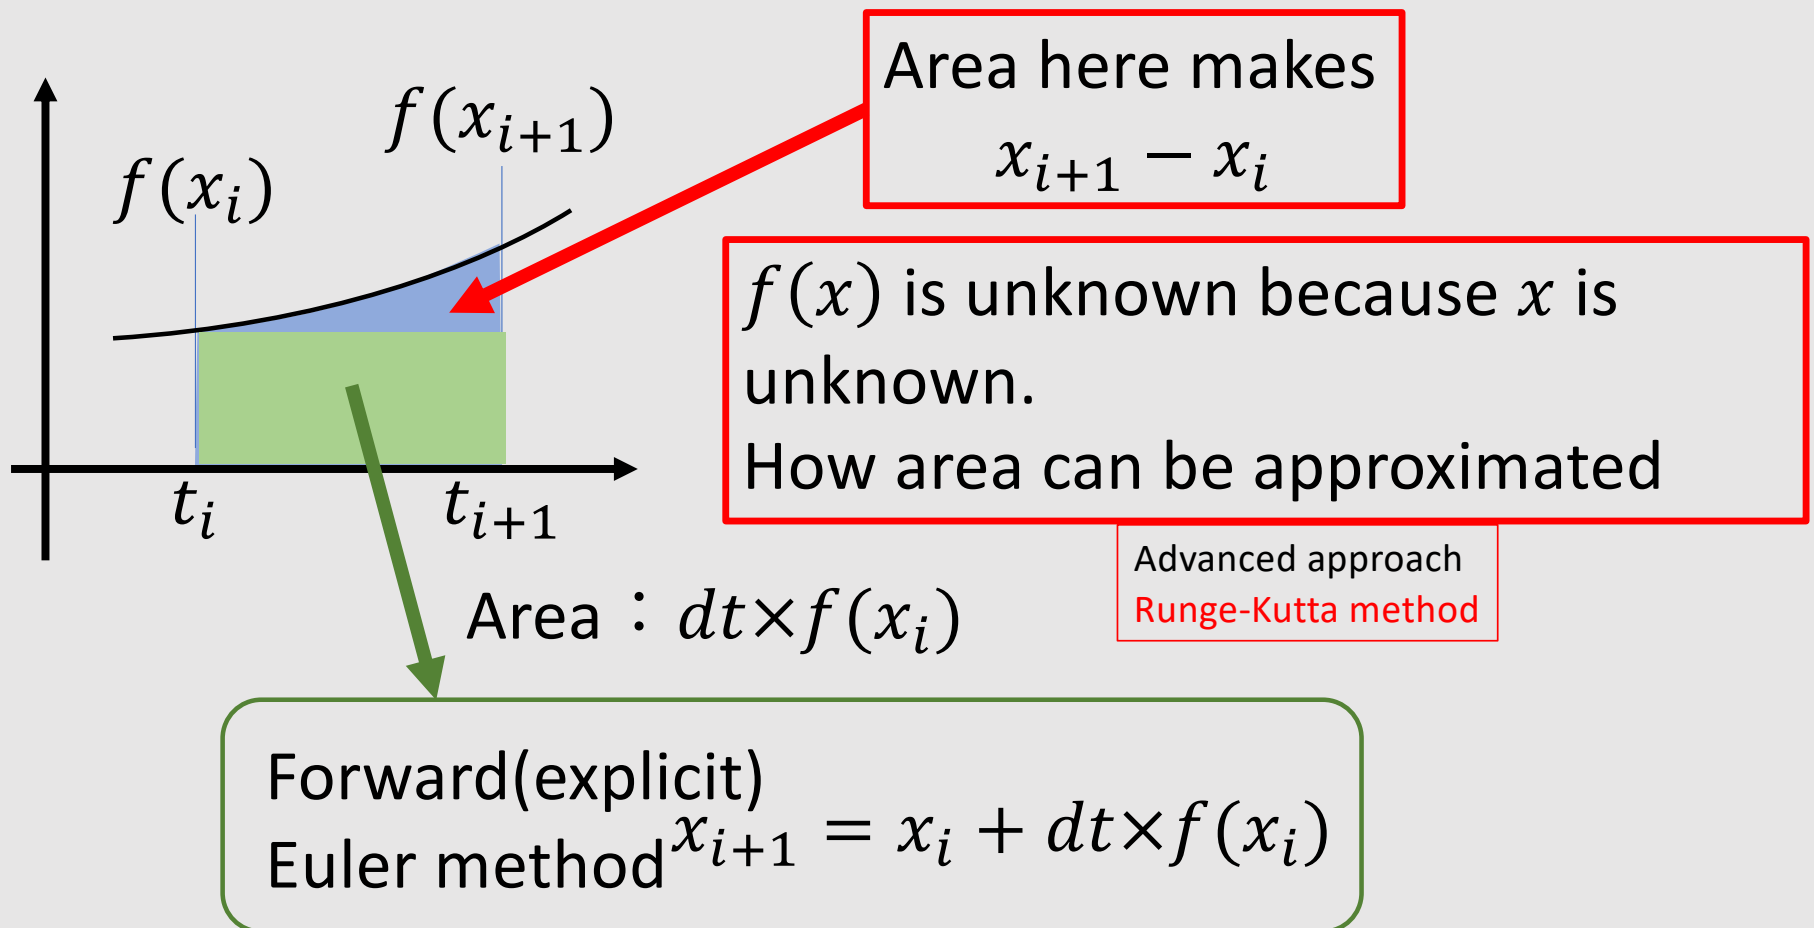 Area here makes
x_{i+1} − x_i
f(x_{i+1})
f(x_i)
f(x) is unknown because x is
unknown.
How area can be approximated
t_i
t_{i+1}
Advanced approach
Runge-Kutta method
Area：dt×f(x_i)
Forward(explicit)
Euler method
x_{i+1} = x_i + dt×f(x_i)